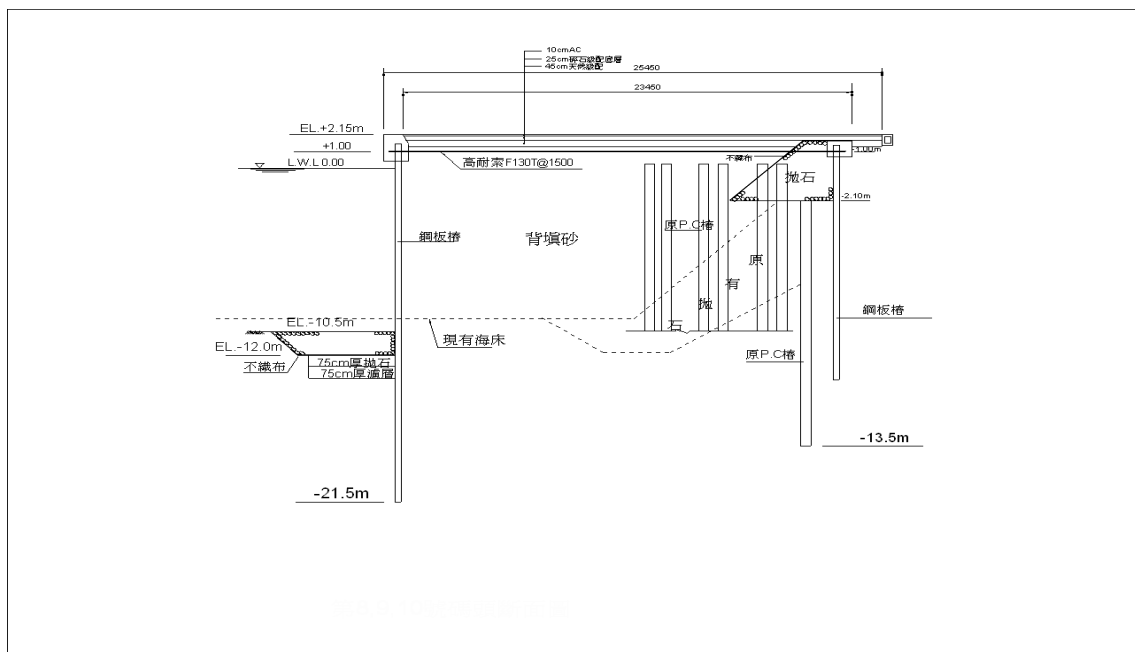 10cmAC
25cm碎石級配底層
45cm天然級配
25450
23450
EL.+2.15m
+1.00
L.W.L 0.00
高耐索F130T@1500
不織布
-1.00m
拋石
-2.10m
原P.C樁
鋼板樁
背填砂
原有拋石
鋼板樁
EL.-10.5m
現有海床
EL.-12.0m
不織布
75cm厚拋石
75cm厚濾層
原P.C樁
-13.5m
-21.5m